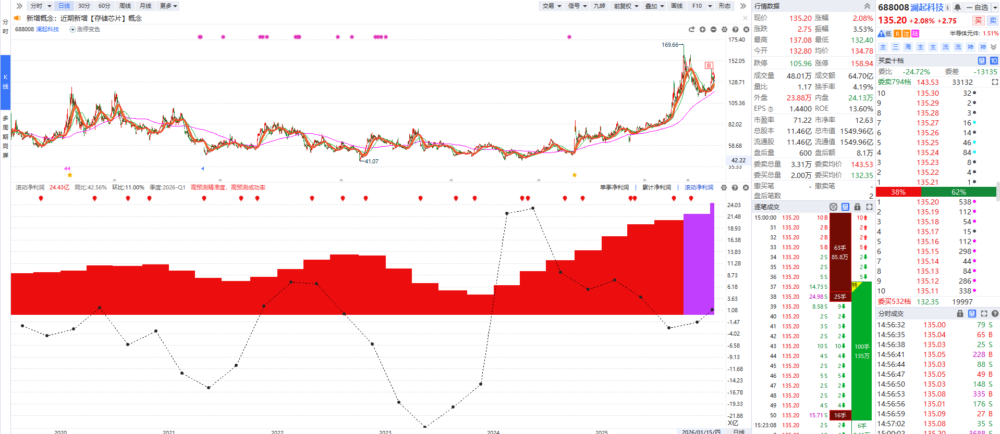 分时 日线 30分 60分 周线 月线 更多 交易 信号 九转 前复权 叠加 画线 F10 形态
新增概念：近期新增【存储芯片】概念
688008 澜起科技 涨停变色
分时
K线
多周期同屏
175.40
169.66
152.05
128.71
105.36
82.02
58.68
42.22
41.07
35.33
滚动净利润 24.43亿 同比:42.56% 环比:11.00% 季度:2026-Q1 高预测精准度，高预测成功率 单季净利润 | 累计净利润 | 滚动净利润
24.03
21.48
18.93
16.38
13.83
11.28
8.73
6.18
3.63
1.08
-1.47
-4.02
-6.58
-9.13
-11.68
-14.23
-16.78
-19.33
-21.88
X亿
2020 2021 2022 2023 2024 2025 2026/01/15/四 日线
行情数据
现价 135.20 涨幅 2.08%
涨跌 2.75 振幅 3.53%
最高 137.08 最低 132.40
今开 132.80 均价 134.78
跌停 105.96 涨停 158.94
成交量 48.01万 成交额 64.70亿
量比 1.17 换手率 4.19%
外盘 23.88万 内盘 24.13万
EPS ③ 1.4400 ROE 13.60%
市盈率 71.22 市净率 12.63
总股本 11.46亿 总市值 1549.96亿
流通股 11.46亿 流通值 1549.96亿
盘后量 600 盘后额 8.1万
委卖总量 3.31万 委卖均价 143.53
委买总量 2.00万 委买均价 132.35
撤买笔 - 撤卖笔 -
盘后笔数 2
逐笔成交 量
15:00:00 135.20 10 B 10
31 135.20 2 B 2
32 135.20 2 B 2
33 135.20 5 B 63手 5
34 135.20 2 S 85.8万 2
35 135.20 2 S 2
36 135.20 5 S 5
37 135.20 14.73 S 特
38 135.20 24.98 S 25手
39 135.20 8.58 S 9
40 135.20 2 S 2
41 135.20 3 S 3
42 135.20 2 S 2
43 135.20 10 S 10 100手
44 135.20 4 S 4 135万
45 135.20 2 S 2
46 135.20 5 S 5
47 135.20 2 S 2
48 135.20 2 S 2
49 135.20 4 S 4
50 135.20 15.71 S 16手
15:23:08 135.20 2 S 2 6手
688008 澜起科技 自选
135.20 +2.08% +2.75 买 卖
低 R 注 陆 半导体元件: 1.51%
主 三 海 主 主 流 流 神 神
买卖十档 量 10
委比 -24.72% 委差 -13135
委卖794档 143.53 33132
10 135.30 32
9 135.29 2
8 135.28 3
7 135.27 16
6 135.26 14
5 135.25 46
4 135.24 84
3 135.23 8
2 135.22 4
1 135.21 1
38% 62%
1 135.20 538
2 135.19 112
3 135.18 54
4 135.17 15
5 135.16 112
6 135.15 298
7 135.14 44
8 135.13 84
9 135.12 286
10 135.11 338
委买532档 132.35 19997
分时成交 量
14:56:32 135.00 79 S
14:56:35 135.04 65 B
14:56:38 135.03 25 S
14:56:41 135.05 228 B
14:56:44 135.03 88 S
14:56:47 135.05 49 B
14:56:50 135.03 148 S
14:56:53 135.08 335 B
14:56:56 135.01 176 S
14:56:59 135.09 27 B
14:57:02 135.08 35 S
15:00:02 135.20 3688 S